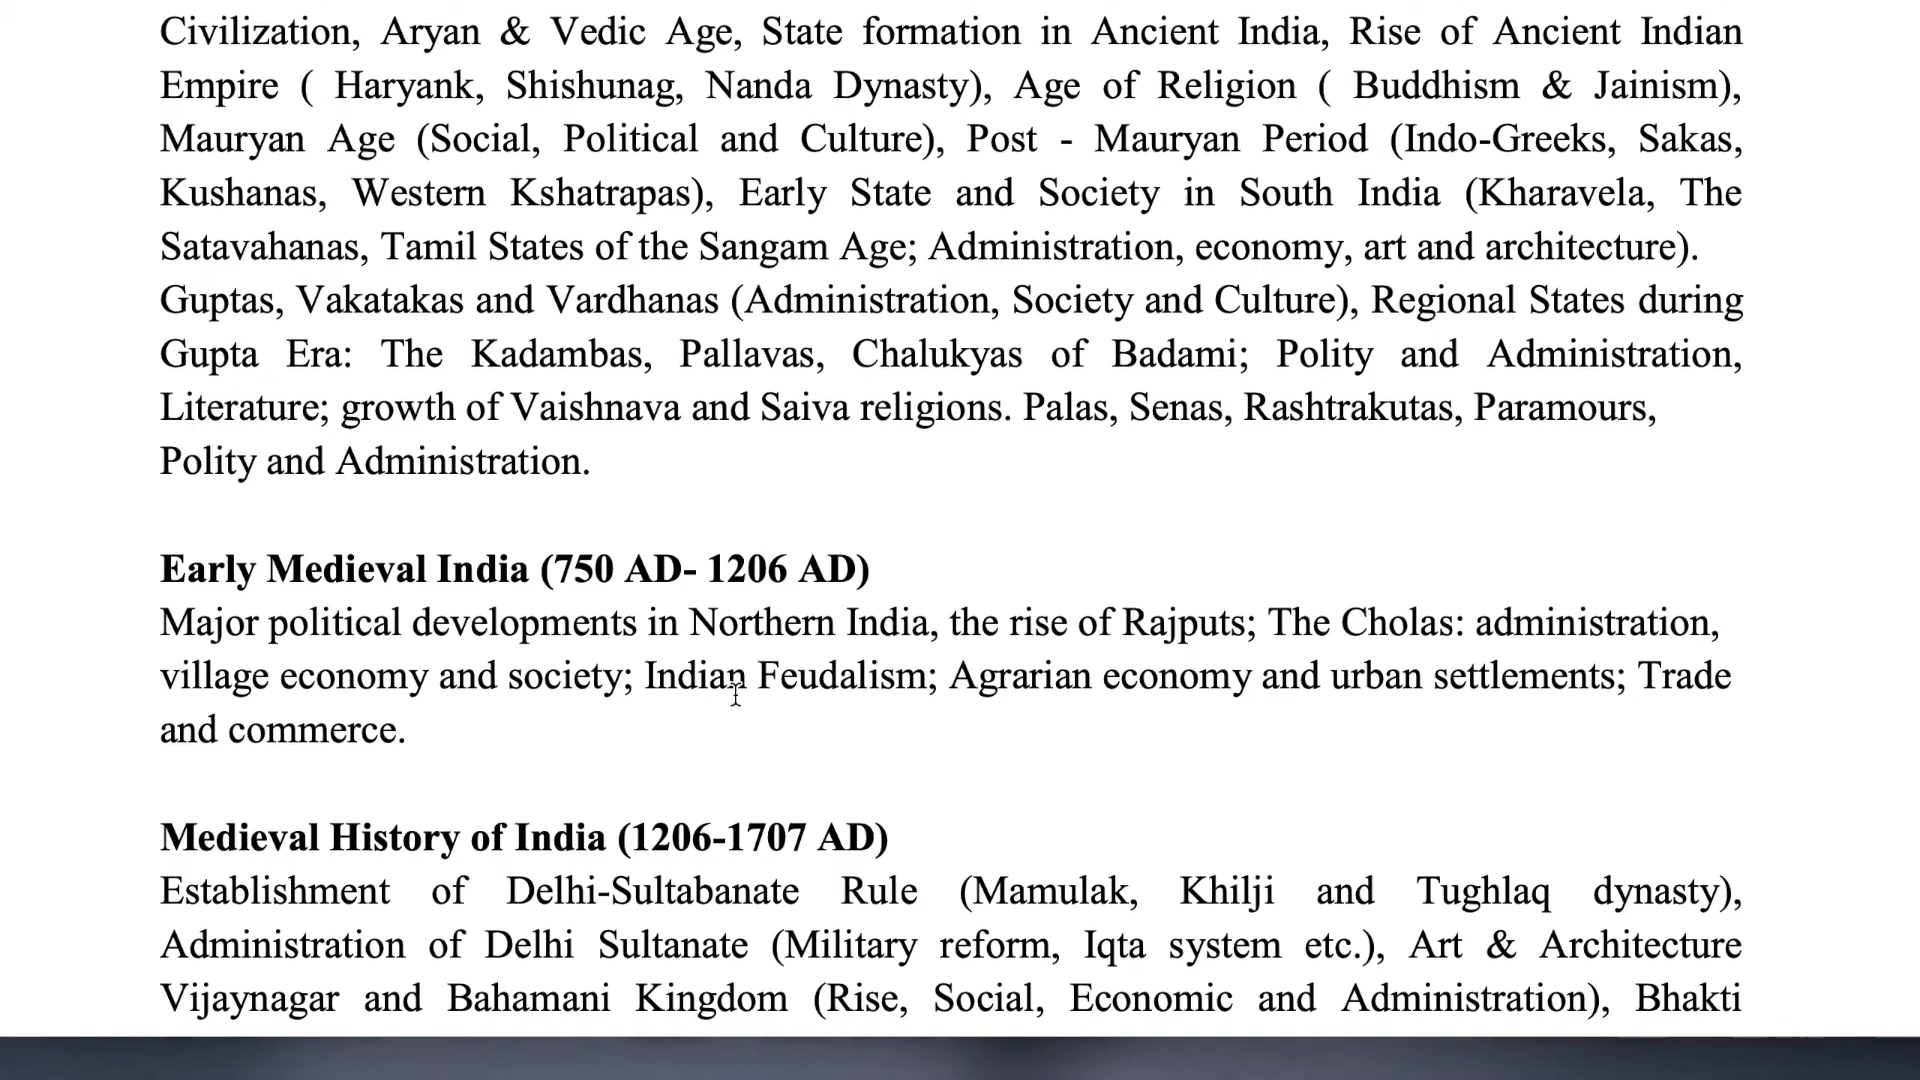 Civilization, Aryan & Vedic Age, State formation in Ancient India, Rise of Ancient Indian
Empire ( Haryank, Shishunag, Nanda Dynasty), Age of Religion ( Buddhism & Jainism),
Mauryan Age (Social, Political and Culture), Post - Mauryan Period (Indo-Greeks, Sakas,
Kushanas, Western Kshatrapas), Early State and Society in South India (Kharavela, The
Satavahanas, Tamil States of the Sangam Age; Administration, economy, art and architecture).
Guptas, Vakatakas and Vardhanas (Administration, Society and Culture), Regional States during
Gupta Era: The Kadambas, Pallavas, Chalukyas of Badami; Polity and Administration,
Literature; growth of Vaishnava and Saiva religions. Palas, Senas, Rashtrakutas, Paramours,
Polity and Administration.
Early Medieval India (750 AD- 1206 AD)
Major political developments in Northern India, the rise of Rajputs; The Cholas: administration,
village economy and society; Indian Feudalism; Agrarian economy and urban settlements; Trade
and commerce.
Medieval History of India (1206-1707 AD)
Establishment of Delhi-Sultabanate Rule (Mamulak, Khilji and Tughlaq dynasty),
Administration of Delhi Sultanate (Military reform, Iqta system etc.), Art & Architecture
Vijaynagar and Bahamani Kingdom (Rise, Social, Economic and Administration), Bhakti